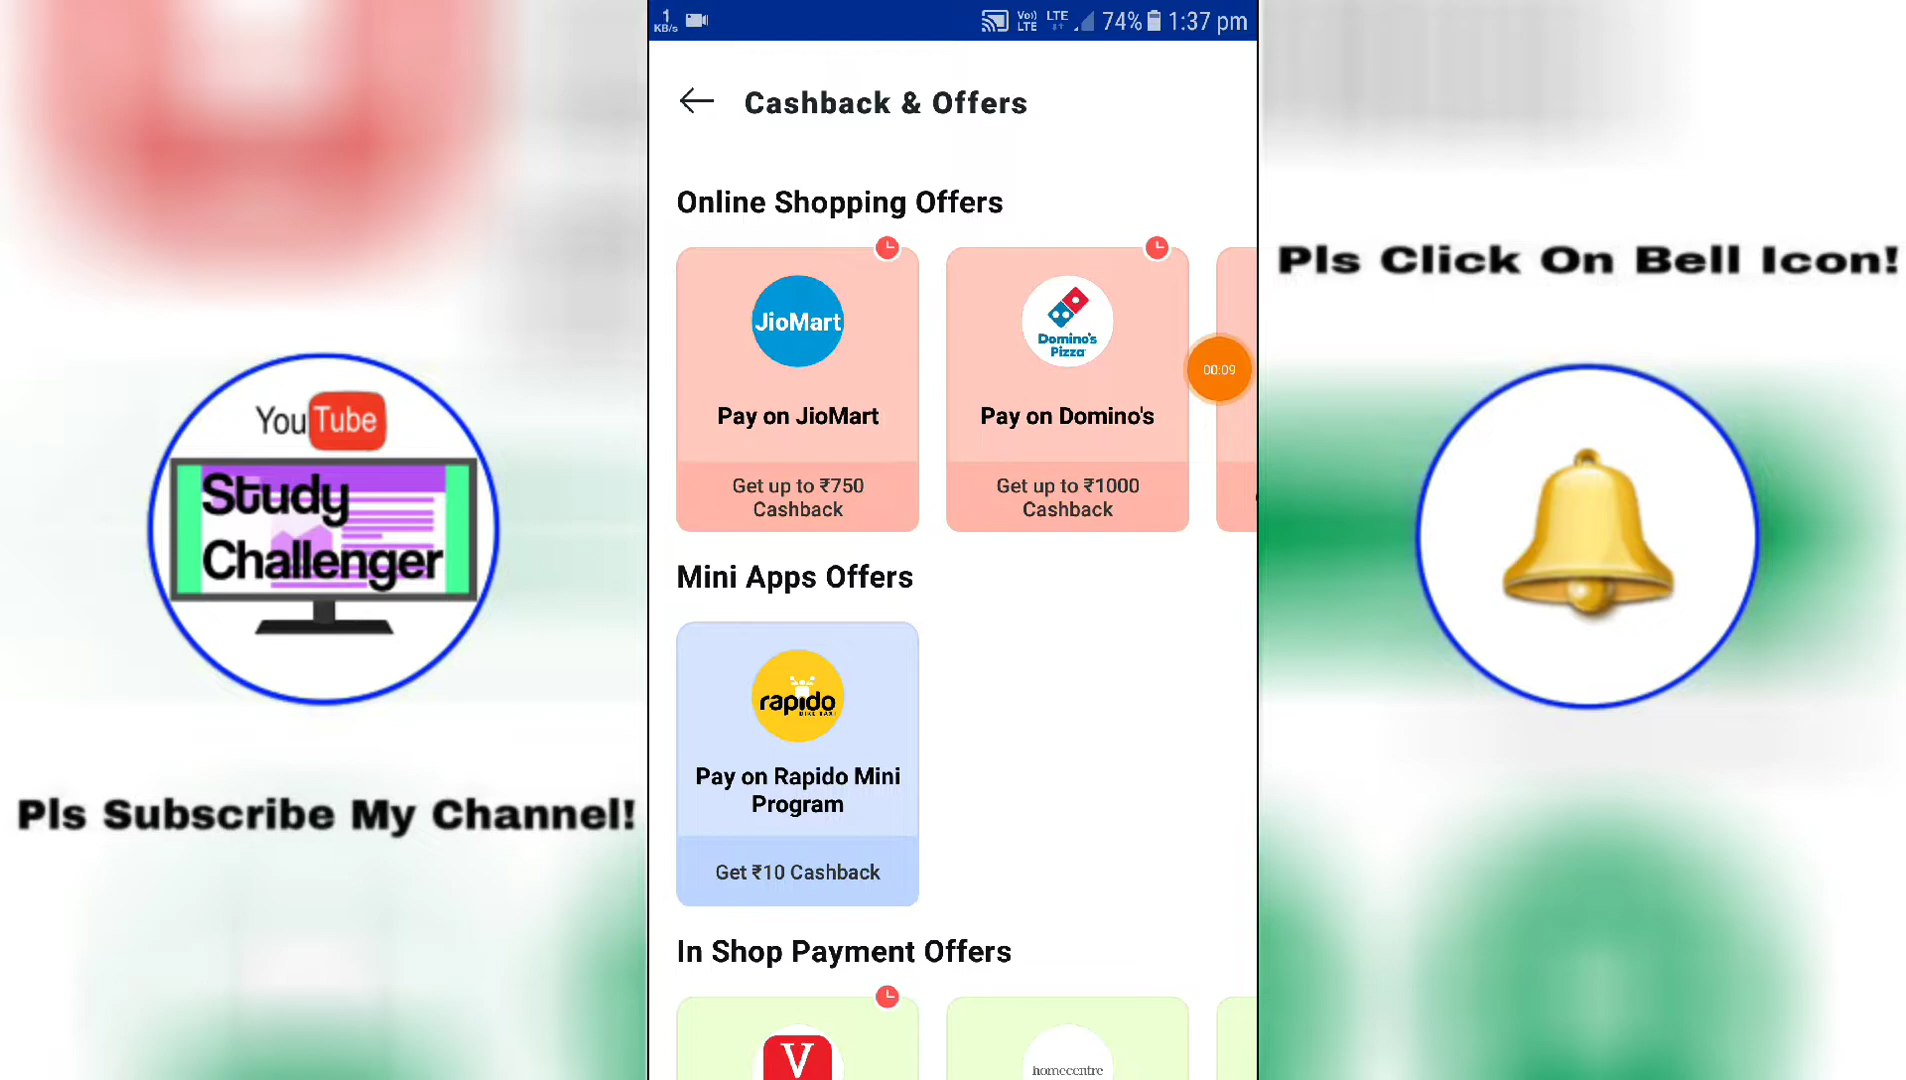 1
KB/s
Vo))
LTE
LTE
74%
1:37 pm
Cashback & Offers
Online Shopping Offers
JioMart
Pay on JioMart
Get up to ₹750
Cashback
Domino's
Pizza
Pay on Domino's
Get up to ₹1000
Cashback
00:09
Mini Apps Offers
rapido
BIKE TAXI
Pay on Rapido Mini
Program
Get ₹10 Cashback
In Shop Payment Offers
V
homecentre
YouTube
Study
Challenger
Pls Subscribe My Channel!
Pls Click On Bell Icon!